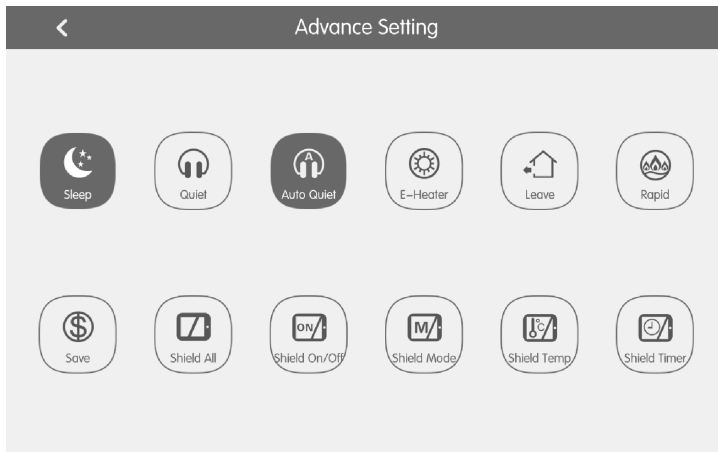 Advance Setting
Sleep
Quiet
A
Auto Quiet
E-Heater
Leave
Rapid
$
Save
Shield All
ON/
Shield On/Off
M/
Shield Mode
°C
Shield Temp
Shield Timer